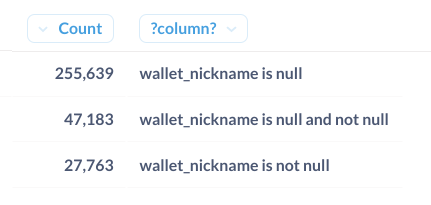 Count ?column?
255,639 wallet_nickname is null
47,183 wallet_nickname is null and not null
27,763 wallet_nickname is not null